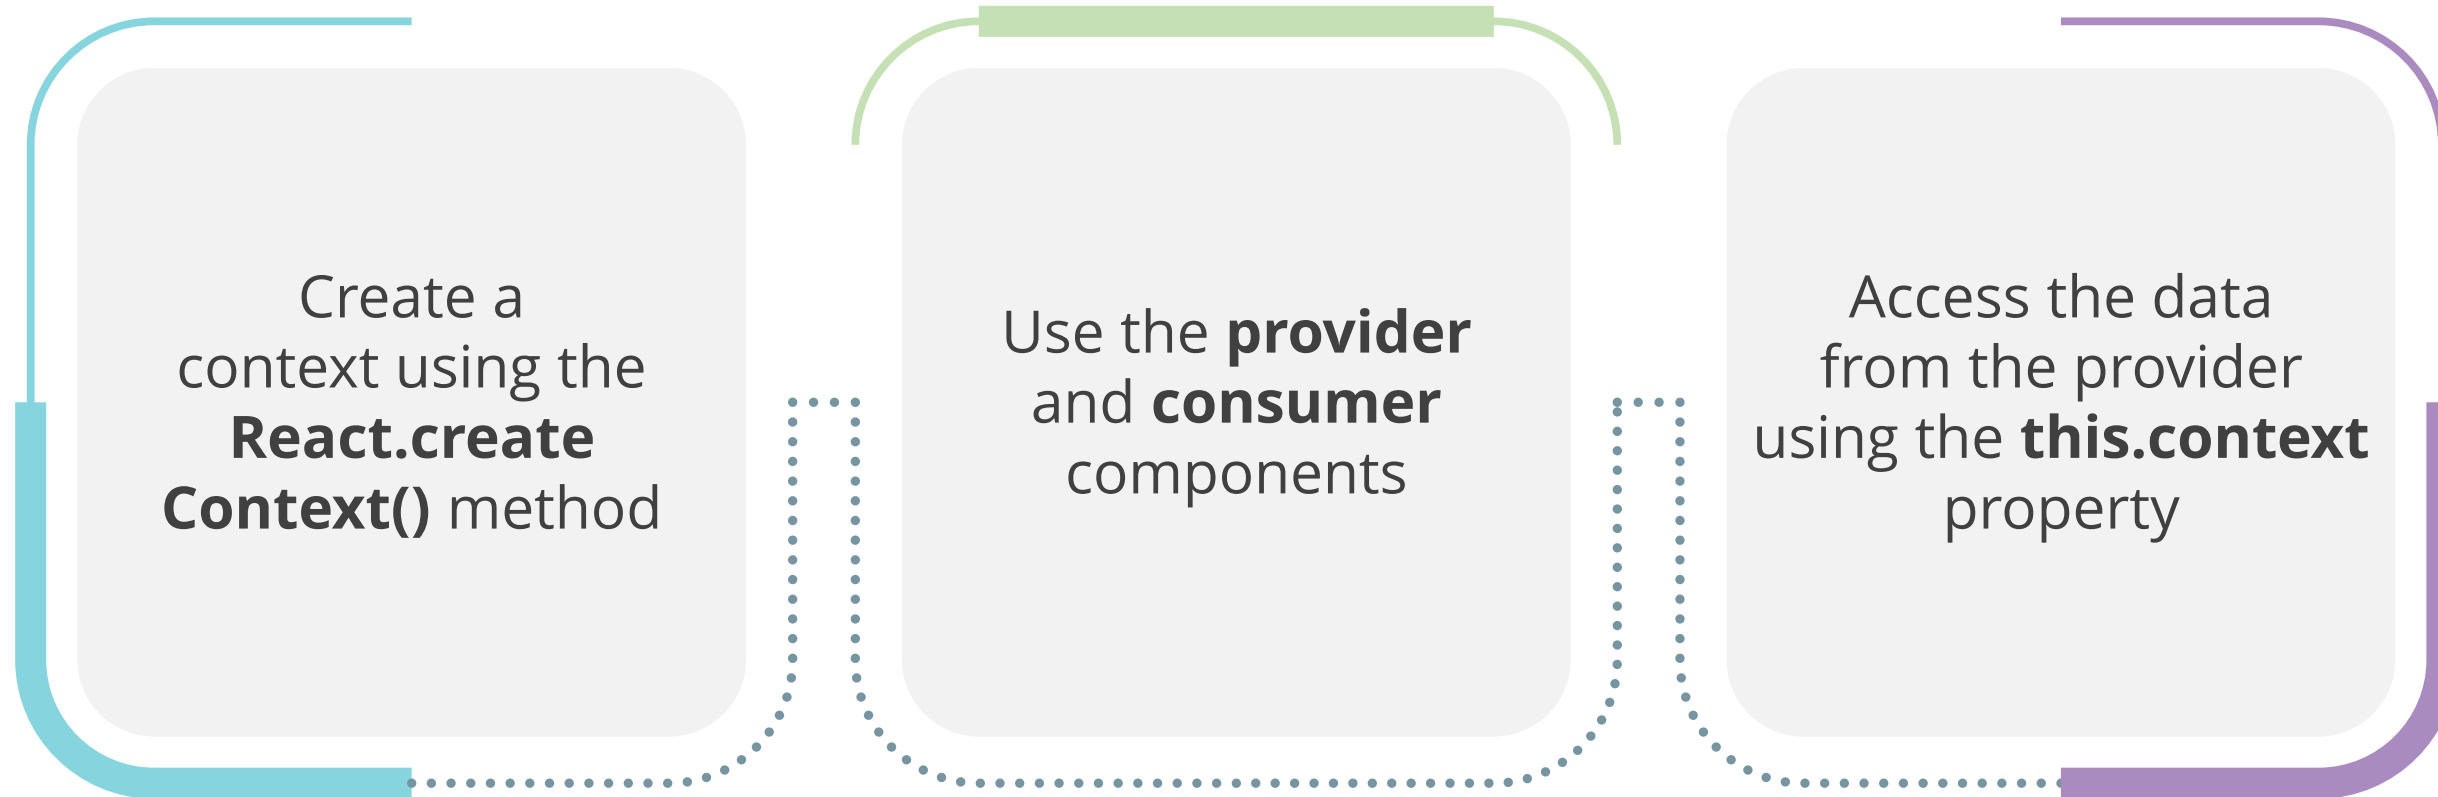 Create a
context using the
React.create
Context() method
Use the provider
and consumer
components
Access the data
from the provider
using the this.context
property